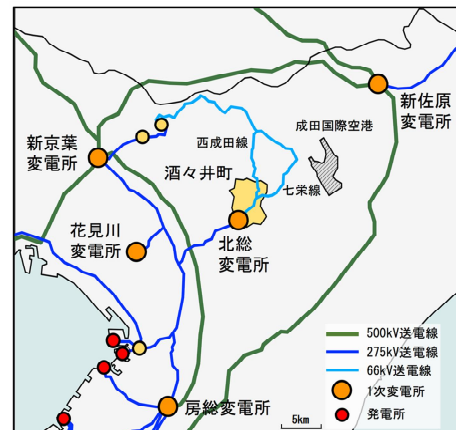 新佐原
変電所
新京葉
変電所
西成田線
成田国際空港
酒々井町
七栄線
花見川
変電所
北総
変電所
500kV送電線
275kV送電線
66kV送電線
1次変電所
発電所
房総変電所
5km